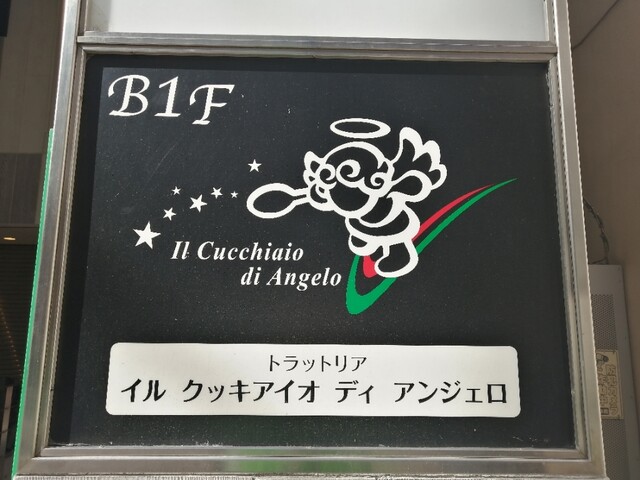 B1F
Il Cucchiaio
di Angelo
トラットリア
イル クッキアイオ ディ アンジェロ